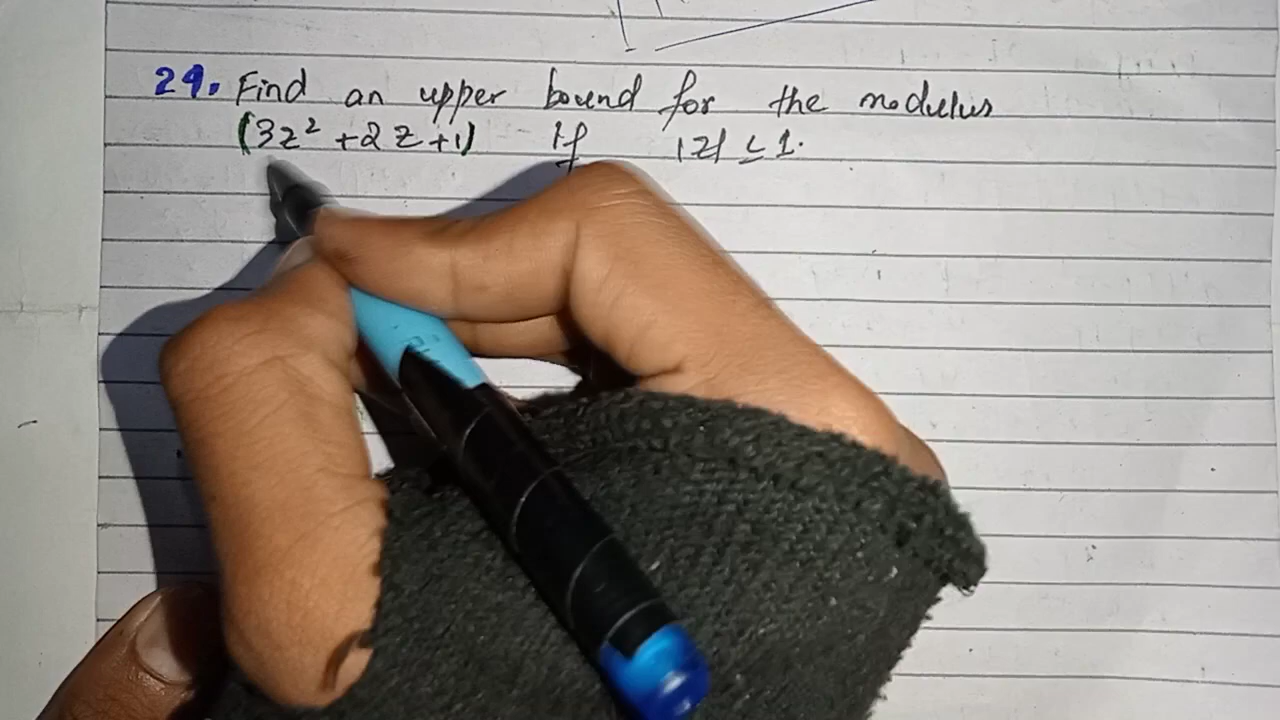 29. Find an upper bound for the modulus
(3z² + 2z + 1) If |z| ≤ 1.